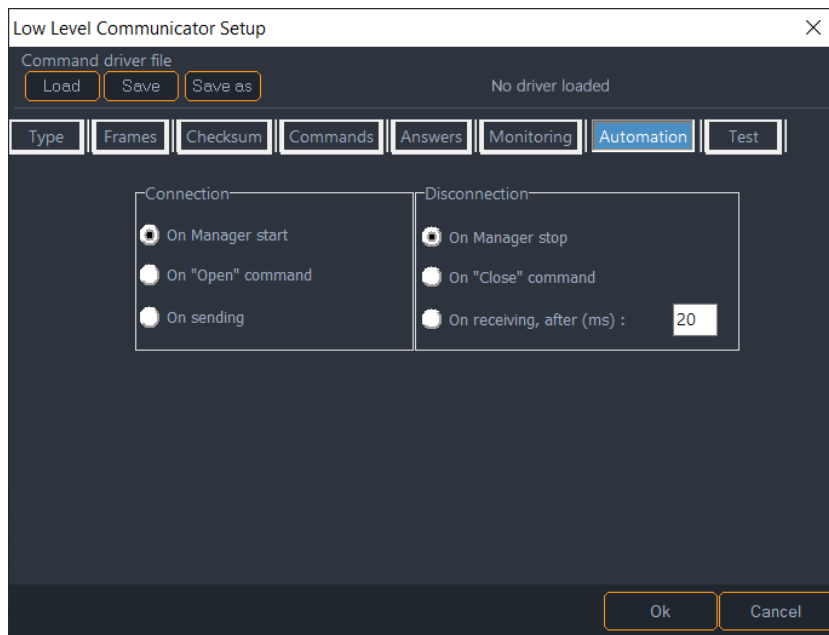 Low Level Communicator Setup
Command driver file
Load Save Save as No driver loaded
Type Frames Checksum Commands Answers Monitoring Automation Test
Connection Disconnection
On Manager start On Manager stop
On "Open" command On "Close" command
On sending On receiving, after (ms) : 20
Ok Cancel